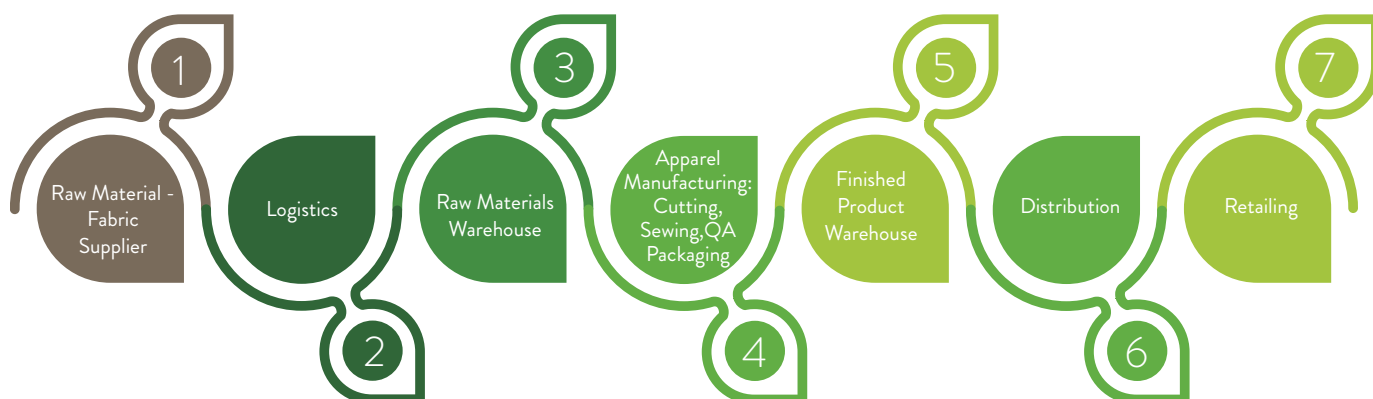 1
Raw Material -
Fabric
Supplier
2
Logistics
3
Raw Materials
Warehouse
4
Apparel
Manufacturing:
Cutting,
Sewing,QA
Packaging
5
Finished
Product
Warehouse
6
Distribution
7
Retailing